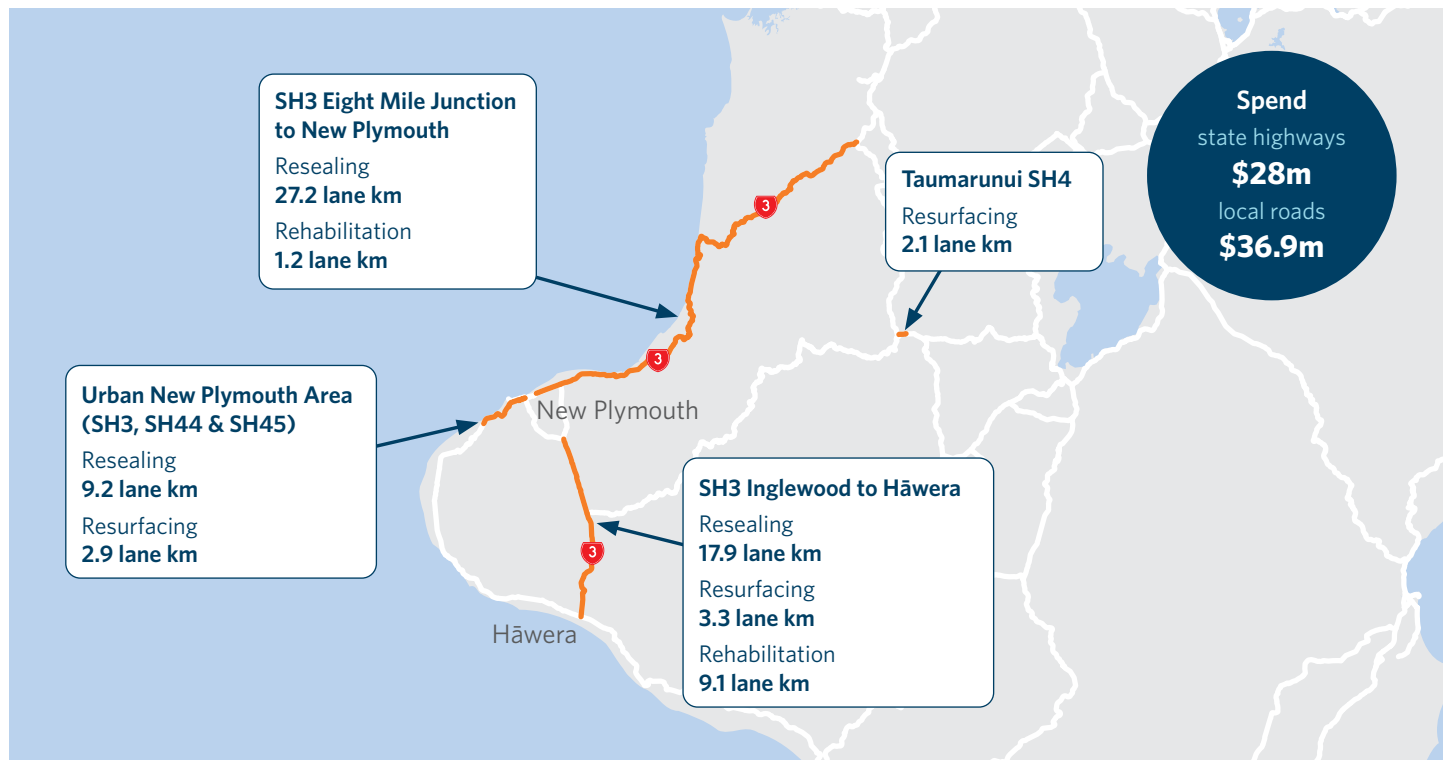 SH3 Eight Mile Junction
to New Plymouth
Resealing
27.2 lane km
Rehabilitation
1.2 lane km
Spend
state highways
$28m
local roads
$36.9m
Taumarunui SH4
Resurfacing
2.1 lane km
3
3
Urban New Plymouth Area
(SH3, SH44 & SH45)
Resealing
9.2 lane km
Resurfacing
2.9 lane km
New Plymouth
SH3 Inglewood to Hāwera
Resealing
17.9 lane km
Resurfacing
3.3 lane km
Rehabilitation
9.1 lane km
3
Hāwera